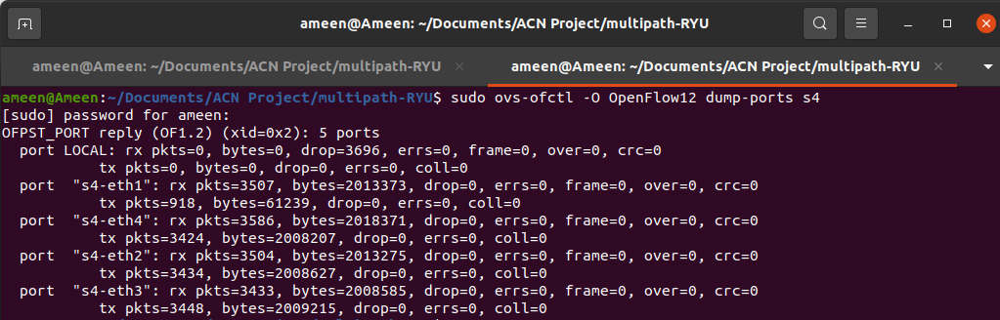 ameen@Ameen: ~/Documents/ACN Project/multipath-RYU
ameen@Ameen: ~/Documents/ACN Project/multipath-RYU × ameen@Ameen: ~/Documents/ACN Project/multipath-RYU ×
ameen@Ameen:~/Documents/ACN Project/multipath-RYU$ sudo ovs-ofctl -O OpenFlow12 dump-ports s4
[sudo] password for ameen:
OFPST_PORT reply (OF1.2) (xid=0x2): 5 ports
  port LOCAL: rx pkts=0, bytes=0, drop=3696, errs=0, frame=0, over=0, crc=0
           tx pkts=0, bytes=0, drop=0, errs=0, coll=0
  port  "s4-eth1": rx pkts=3507, bytes=2013373, drop=0, errs=0, frame=0, over=0, crc=0
           tx pkts=918, bytes=61239, drop=0, errs=0, coll=0
  port  "s4-eth4": rx pkts=3586, bytes=2018371, drop=0, errs=0, frame=0, over=0, crc=0
           tx pkts=3424, bytes=2008207, drop=0, errs=0, coll=0
  port  "s4-eth2": rx pkts=3504, bytes=2013275, drop=0, errs=0, frame=0, over=0, crc=0
           tx pkts=3434, bytes=2008627, drop=0, errs=0, coll=0
  port  "s4-eth3": rx pkts=3433, bytes=2008585, drop=0, errs=0, frame=0, over=0, crc=0
           tx pkts=3448, bytes=2009215, drop=0, errs=0, coll=0